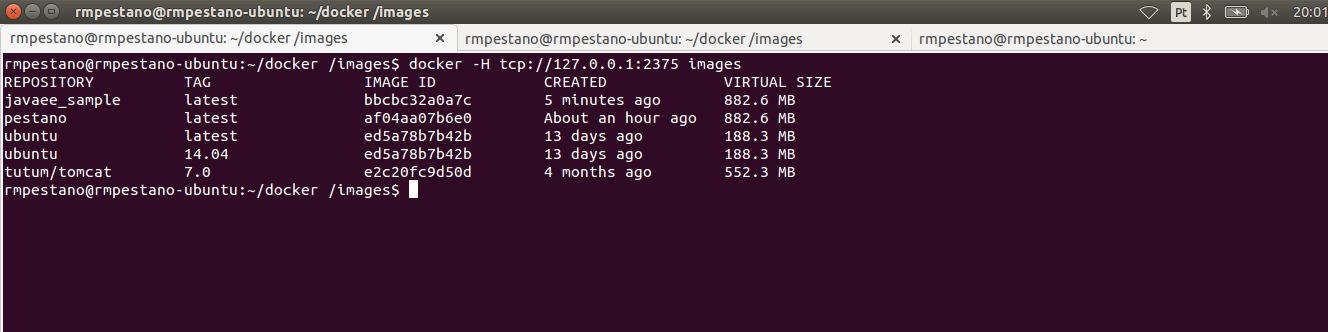 rmpestano@rmpestano-ubuntu: ~/docker /images Pt 20:01
rmpestano@rmpestano-ubuntu: ~/docker /images × rmpestano@rmpestano-ubuntu: ~/docker /images × rmpestano@rmpestano-ubuntu: ~
rmpestano@rmpestano-ubuntu:~/docker /images$ docker -H tcp://127.0.0.1:2375 images
REPOSITORY TAG IMAGE ID CREATED VIRTUAL SIZE
javaee_sample latest bbcbc32a0a7c 5 minutes ago 882.6 MB
pestano latest af04aa07b6e0 About an hour ago 882.6 MB
ubuntu latest ed5a78b7b42b 13 days ago 188.3 MB
ubuntu 14.04 ed5a78b7b42b 13 days ago 188.3 MB
tutum/tomcat 7.0 e2c20fc9d50d 4 months ago 552.3 MB
rmpestano@rmpestano-ubuntu:~/docker /images$